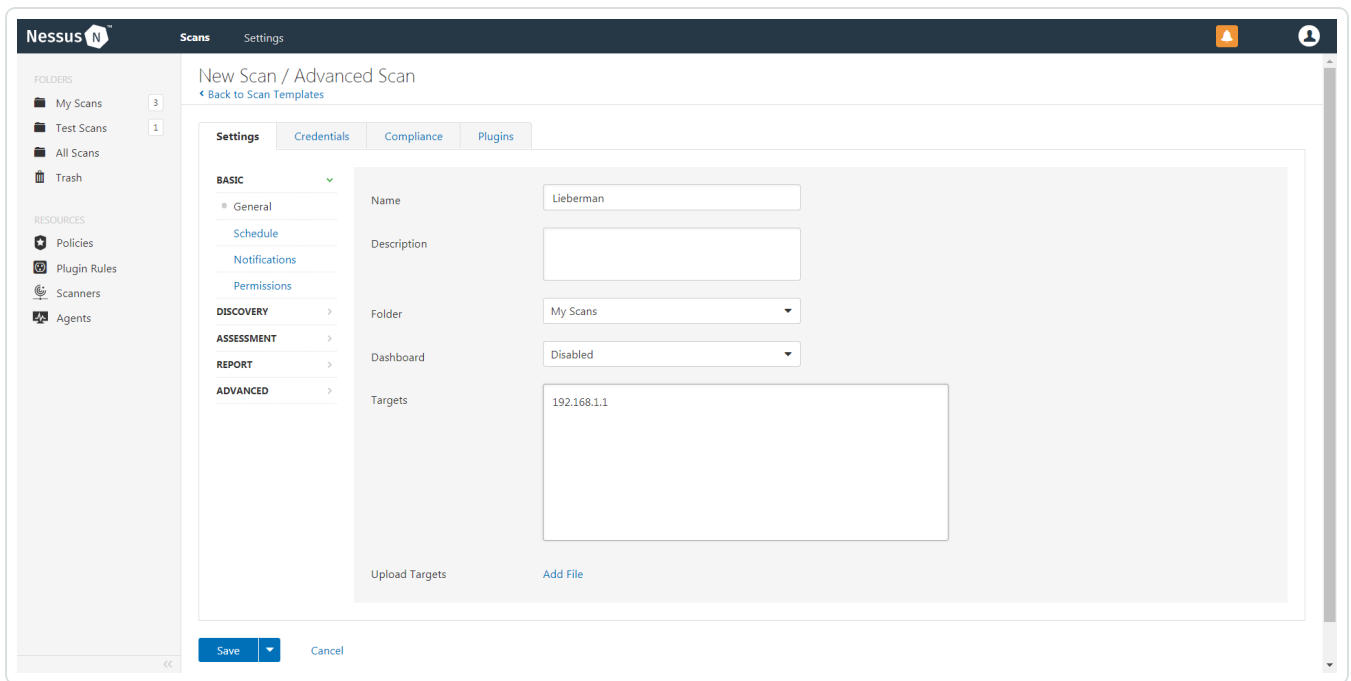 Nessus N ™
Scans Settings
FOLDERS
My Scans 3
Test Scans 1
All Scans
Trash
RESOURCES
Policies
Plugin Rules
Scanners
Agents
New Scan / Advanced Scan
Back to Scan Templates
Settings Credentials Compliance Plugins
BASIC
General
Schedule
Notifications
Permissions
DISCOVERY
ASSESSMENT
REPORT
ADVANCED
Name Lieberman
Description
Folder My Scans
Dashboard Disabled
Targets 192.168.1.1
Upload Targets Add File
Save Cancel